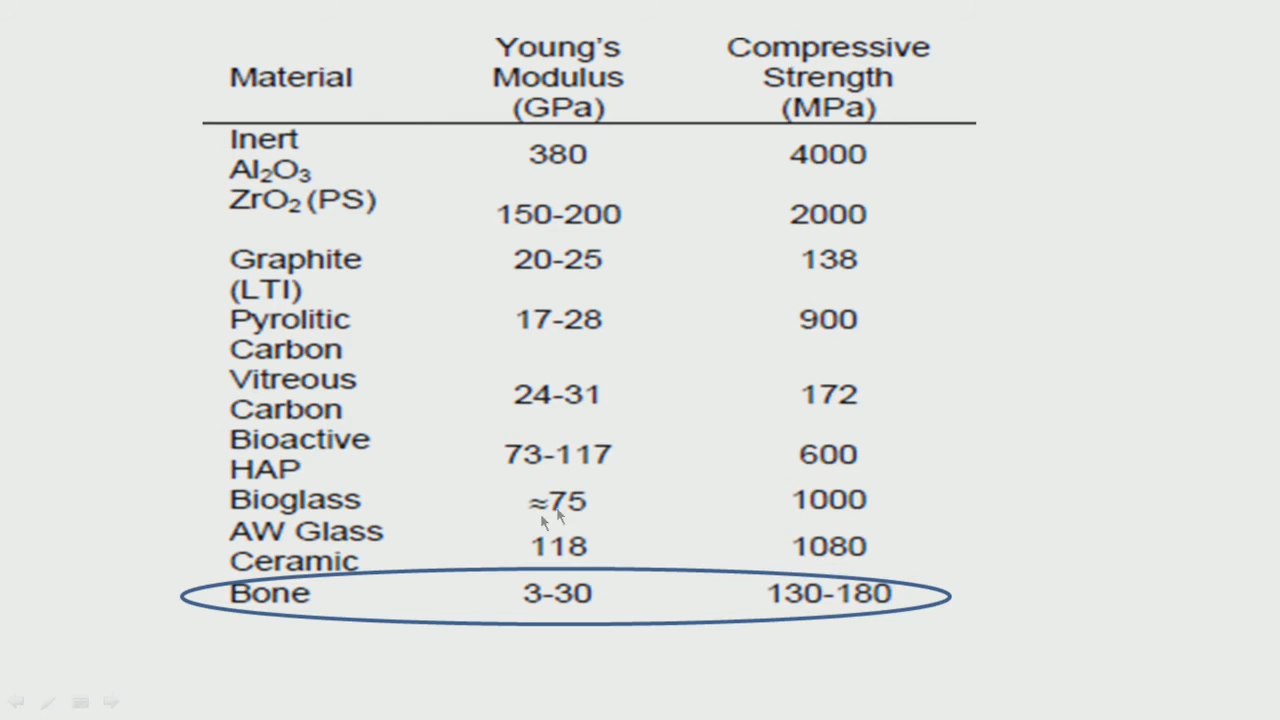 Young's Compressive
Material Modulus Strength
(GPa) (MPa)
Inert
Al₂O₃ 380 4000
ZrO₂ (PS)
150-200 2000
Graphite 20-25 138
(LTI)
Pyrolitic 17-28 900
Carbon
Vitreous
Carbon 24-31 172
Bioactive
HAP 73-117 600
Bioglass ≈75 1000
AW Glass
Ceramic 118 1080
Bone 3-30 130-180